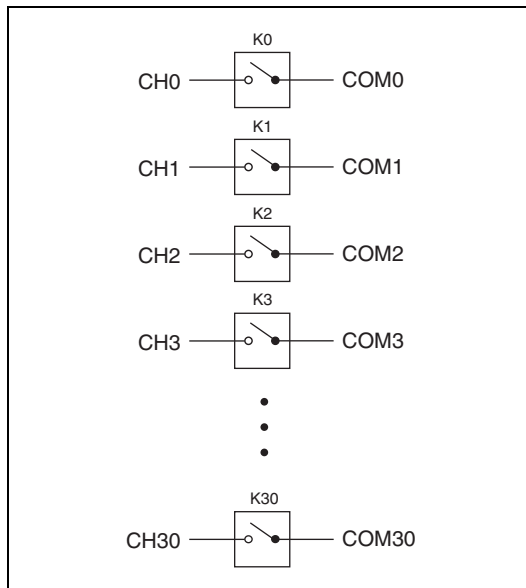 K0
CH0 COM0
K1
CH1 COM1
K2
CH2 COM2
K3
CH3 COM3
K30
CH30 COM30